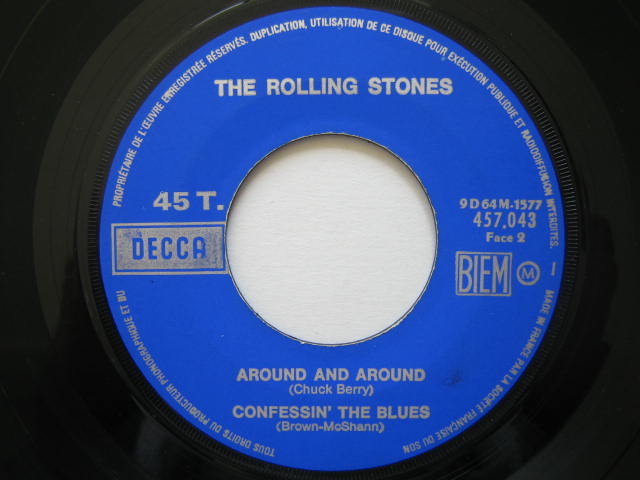 TOUS DROITS DU PRODUCTEUR PHONOGRAPHIQUE ET DU PROPRIÉTAIRE DE L'ŒUVRE ENREGISTRÉE RÉSERVÉS. DUPLICATION, UTILISATION DE CE DISQUE POUR EXÉCUTION PUBLIQUE ET RADIODIFFUSION INTERDITES.
THE ROLLING STONES
45 T.
DECCA
9 D 64 M-1577
457.043
Face 2
BIEM
M
1
AROUND AND AROUND
(Chuck Berry)
CONFESSIN' THE BLUES
(Brown-McShann)
MADE IN FRANCE PAR LA SOCIÉTÉ FRANÇAISE DU SON